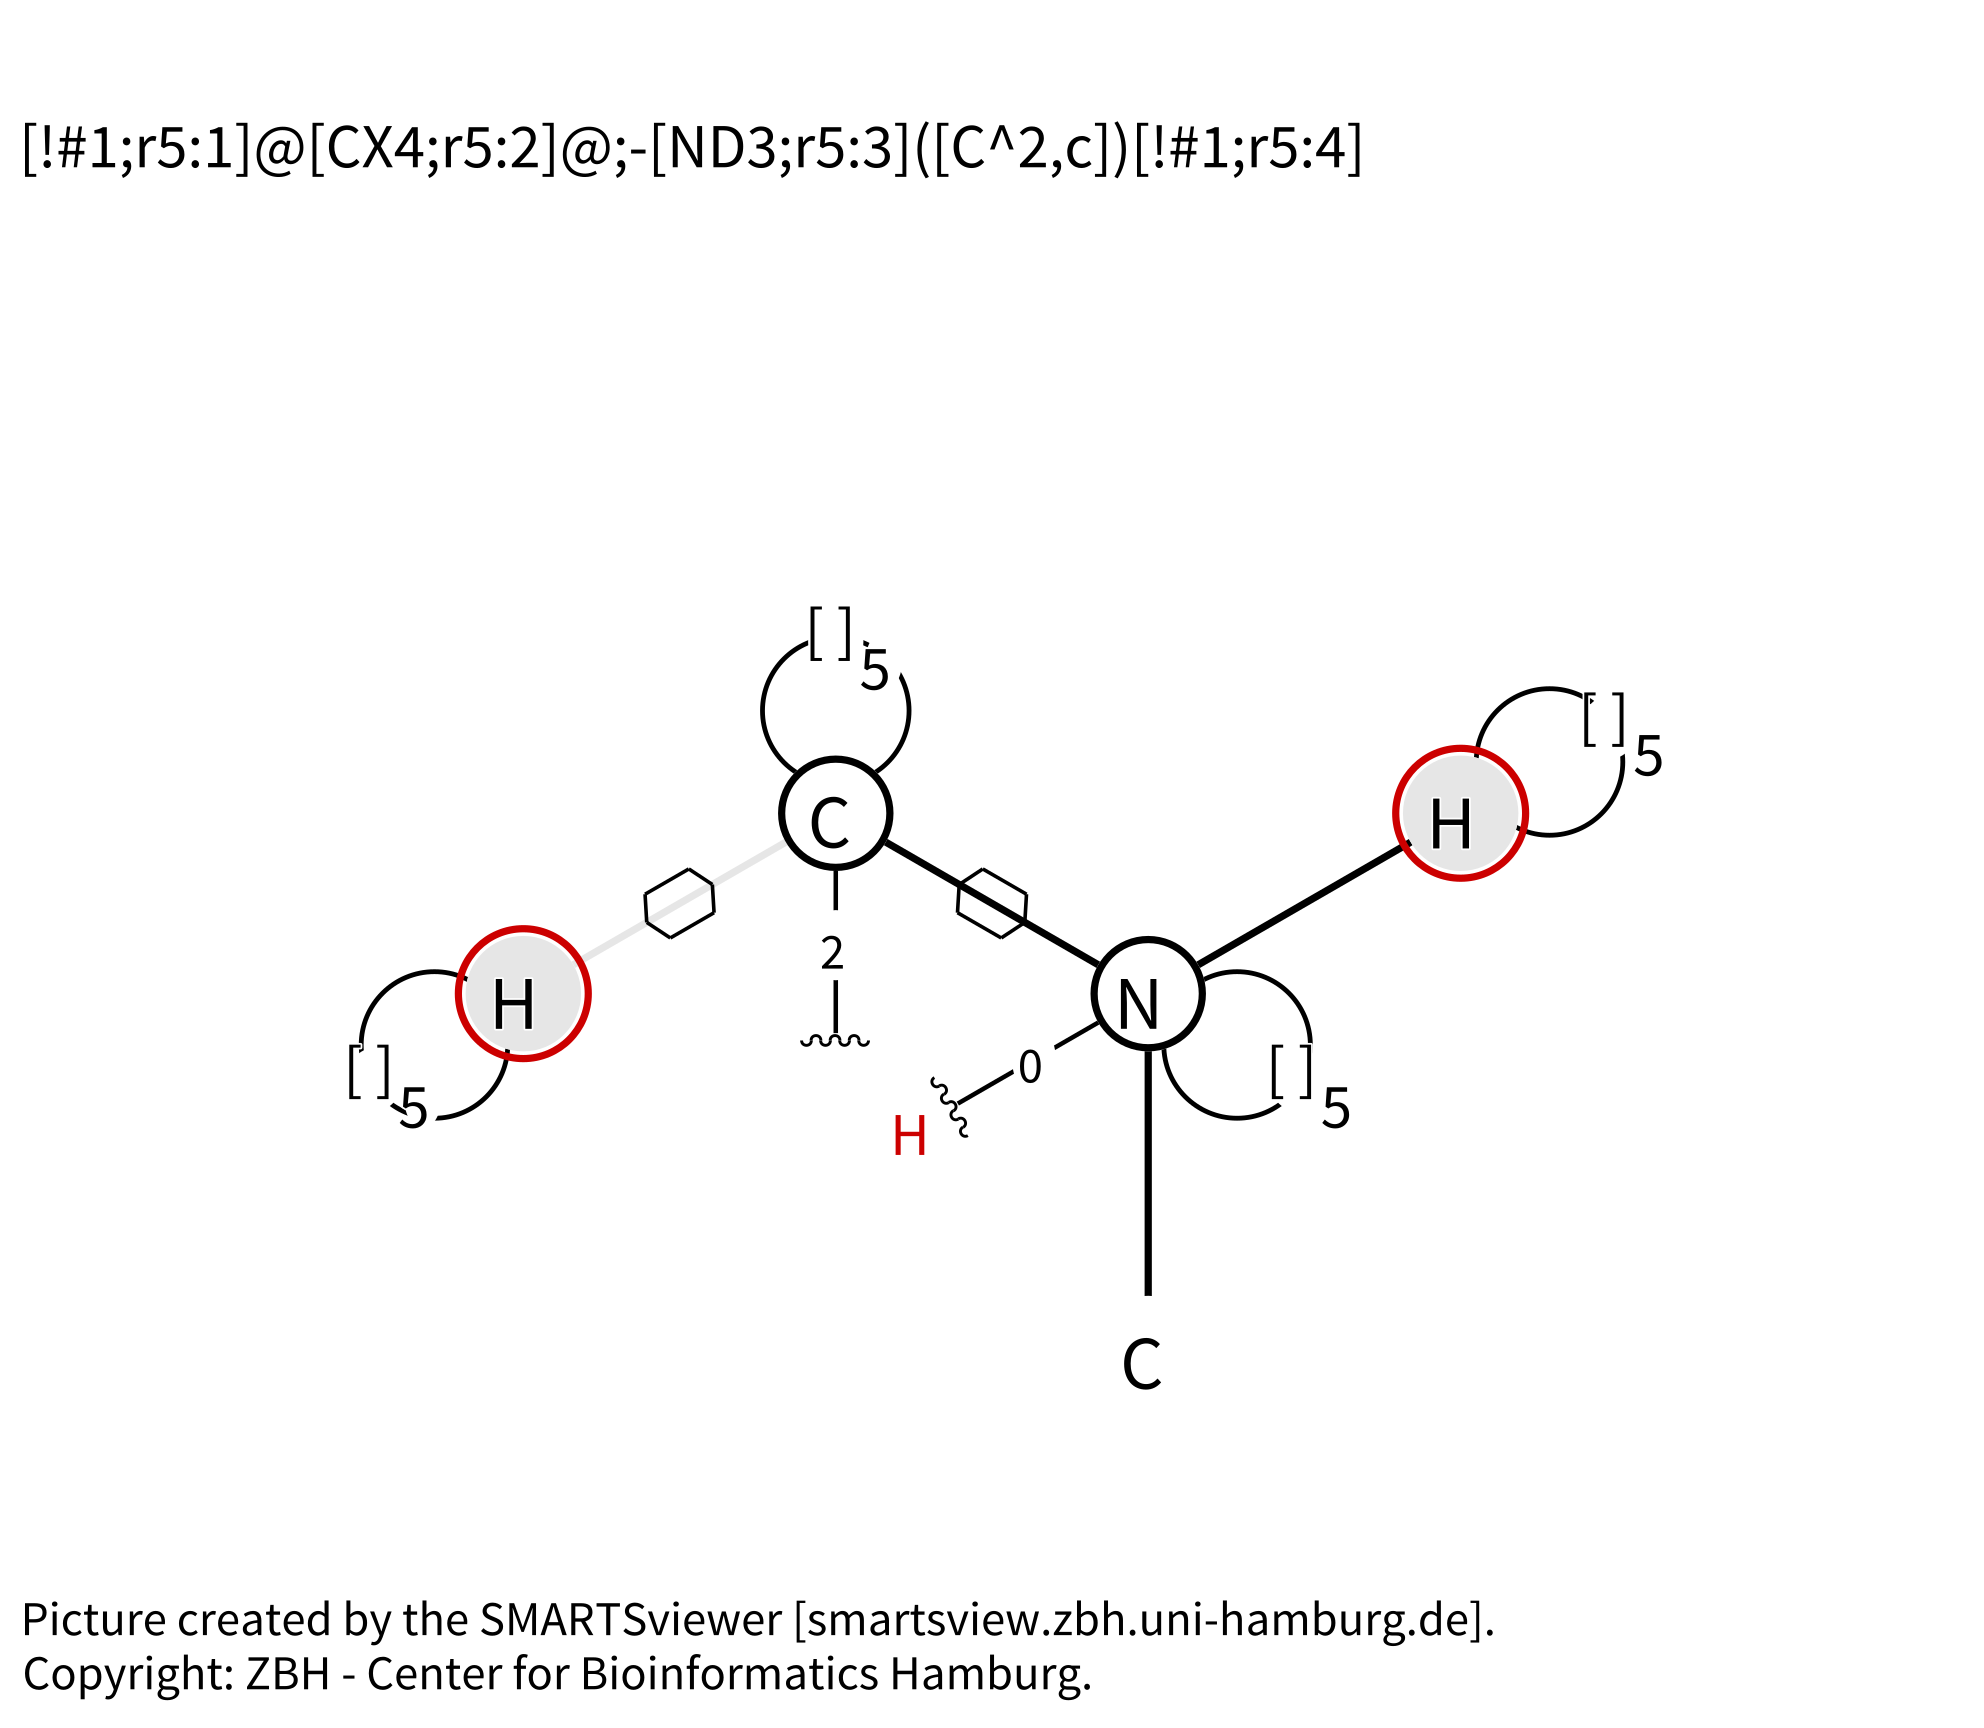 [!#1;r5:1]@[CX4;r5:2]@;-[ND3;r5:3]([C^2,c])[!#1;r5:4]
[ ]5
[ ]5
C
H
2
N
H
[ ]5
0
[ ]5
H
C
Picture created by the SMARTSviewer [smartsview.zbh.uni-hamburg.de].
Copyright: ZBH - Center for Bioinformatics Hamburg.